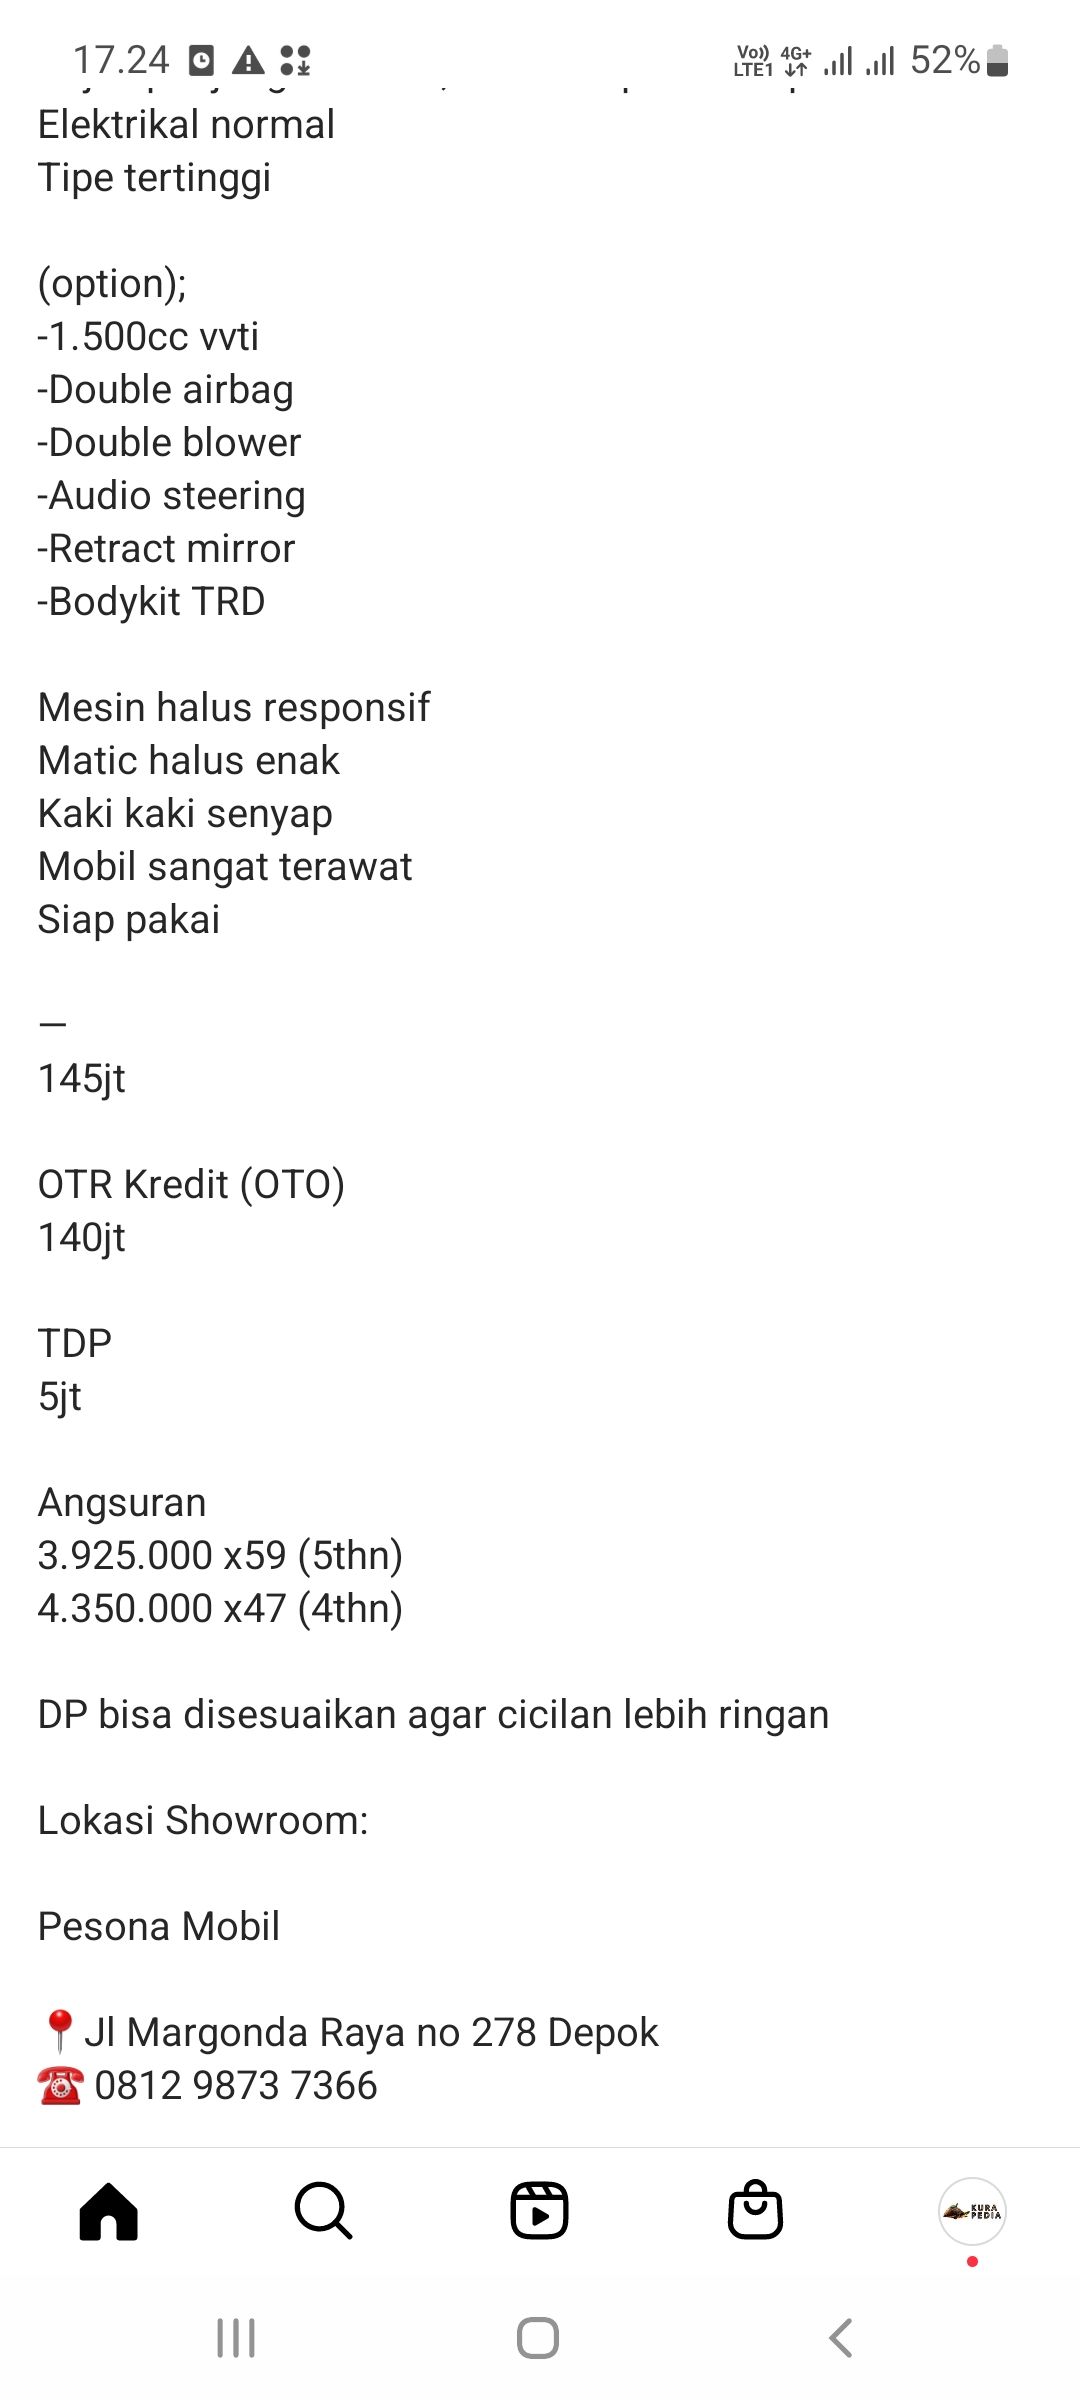 17.24
Vo)) LTE1 4G+ 52%
Elektrikal normal
Tipe tertinggi
(option);
-1.500cc vvti
-Double airbag
-Double blower
-Audio steering
-Retract mirror
-Bodykit TRD
Mesin halus responsif
Matic halus enak
Kaki kaki senyap
Mobil sangat terawat
Siap pakai
—
145jt
OTR Kredit (OTO)
140jt
TDP
5jt
Angsuran
3.925.000 x59 (5thn)
4.350.000 x47 (4thn)
DP bisa disesuaikan agar cicilan lebih ringan
Lokasi Showroom:
Pesona Mobil
📍Jl Margonda Raya no 278 Depok
☎️ 0812 9873 7366
KURA
PEDIA